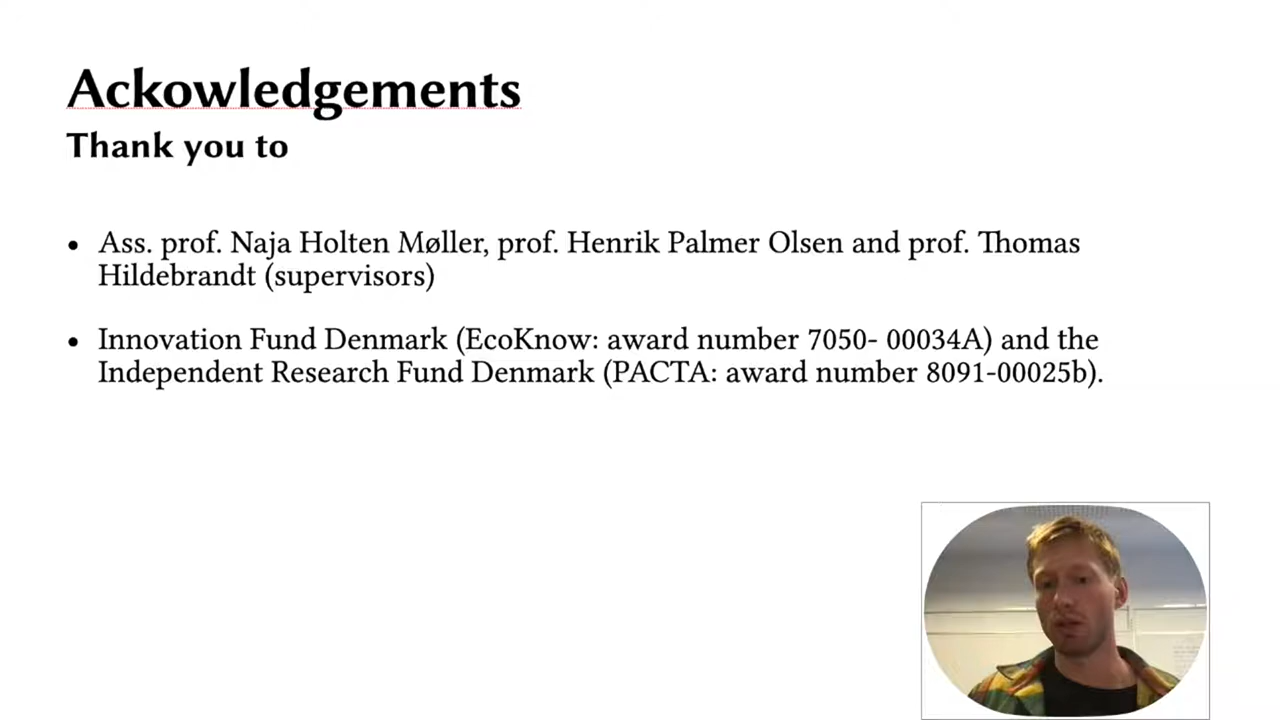 Ackowledgements
Thank you to
• Ass. prof. Naja Holten Møller, prof. Henrik Palmer Olsen and prof. Thomas
Hildebrandt (supervisors)
• Innovation Fund Denmark (EcoKnow: award number 7050- 00034A) and the
Independent Research Fund Denmark (PACTA: award number 8091-00025b).